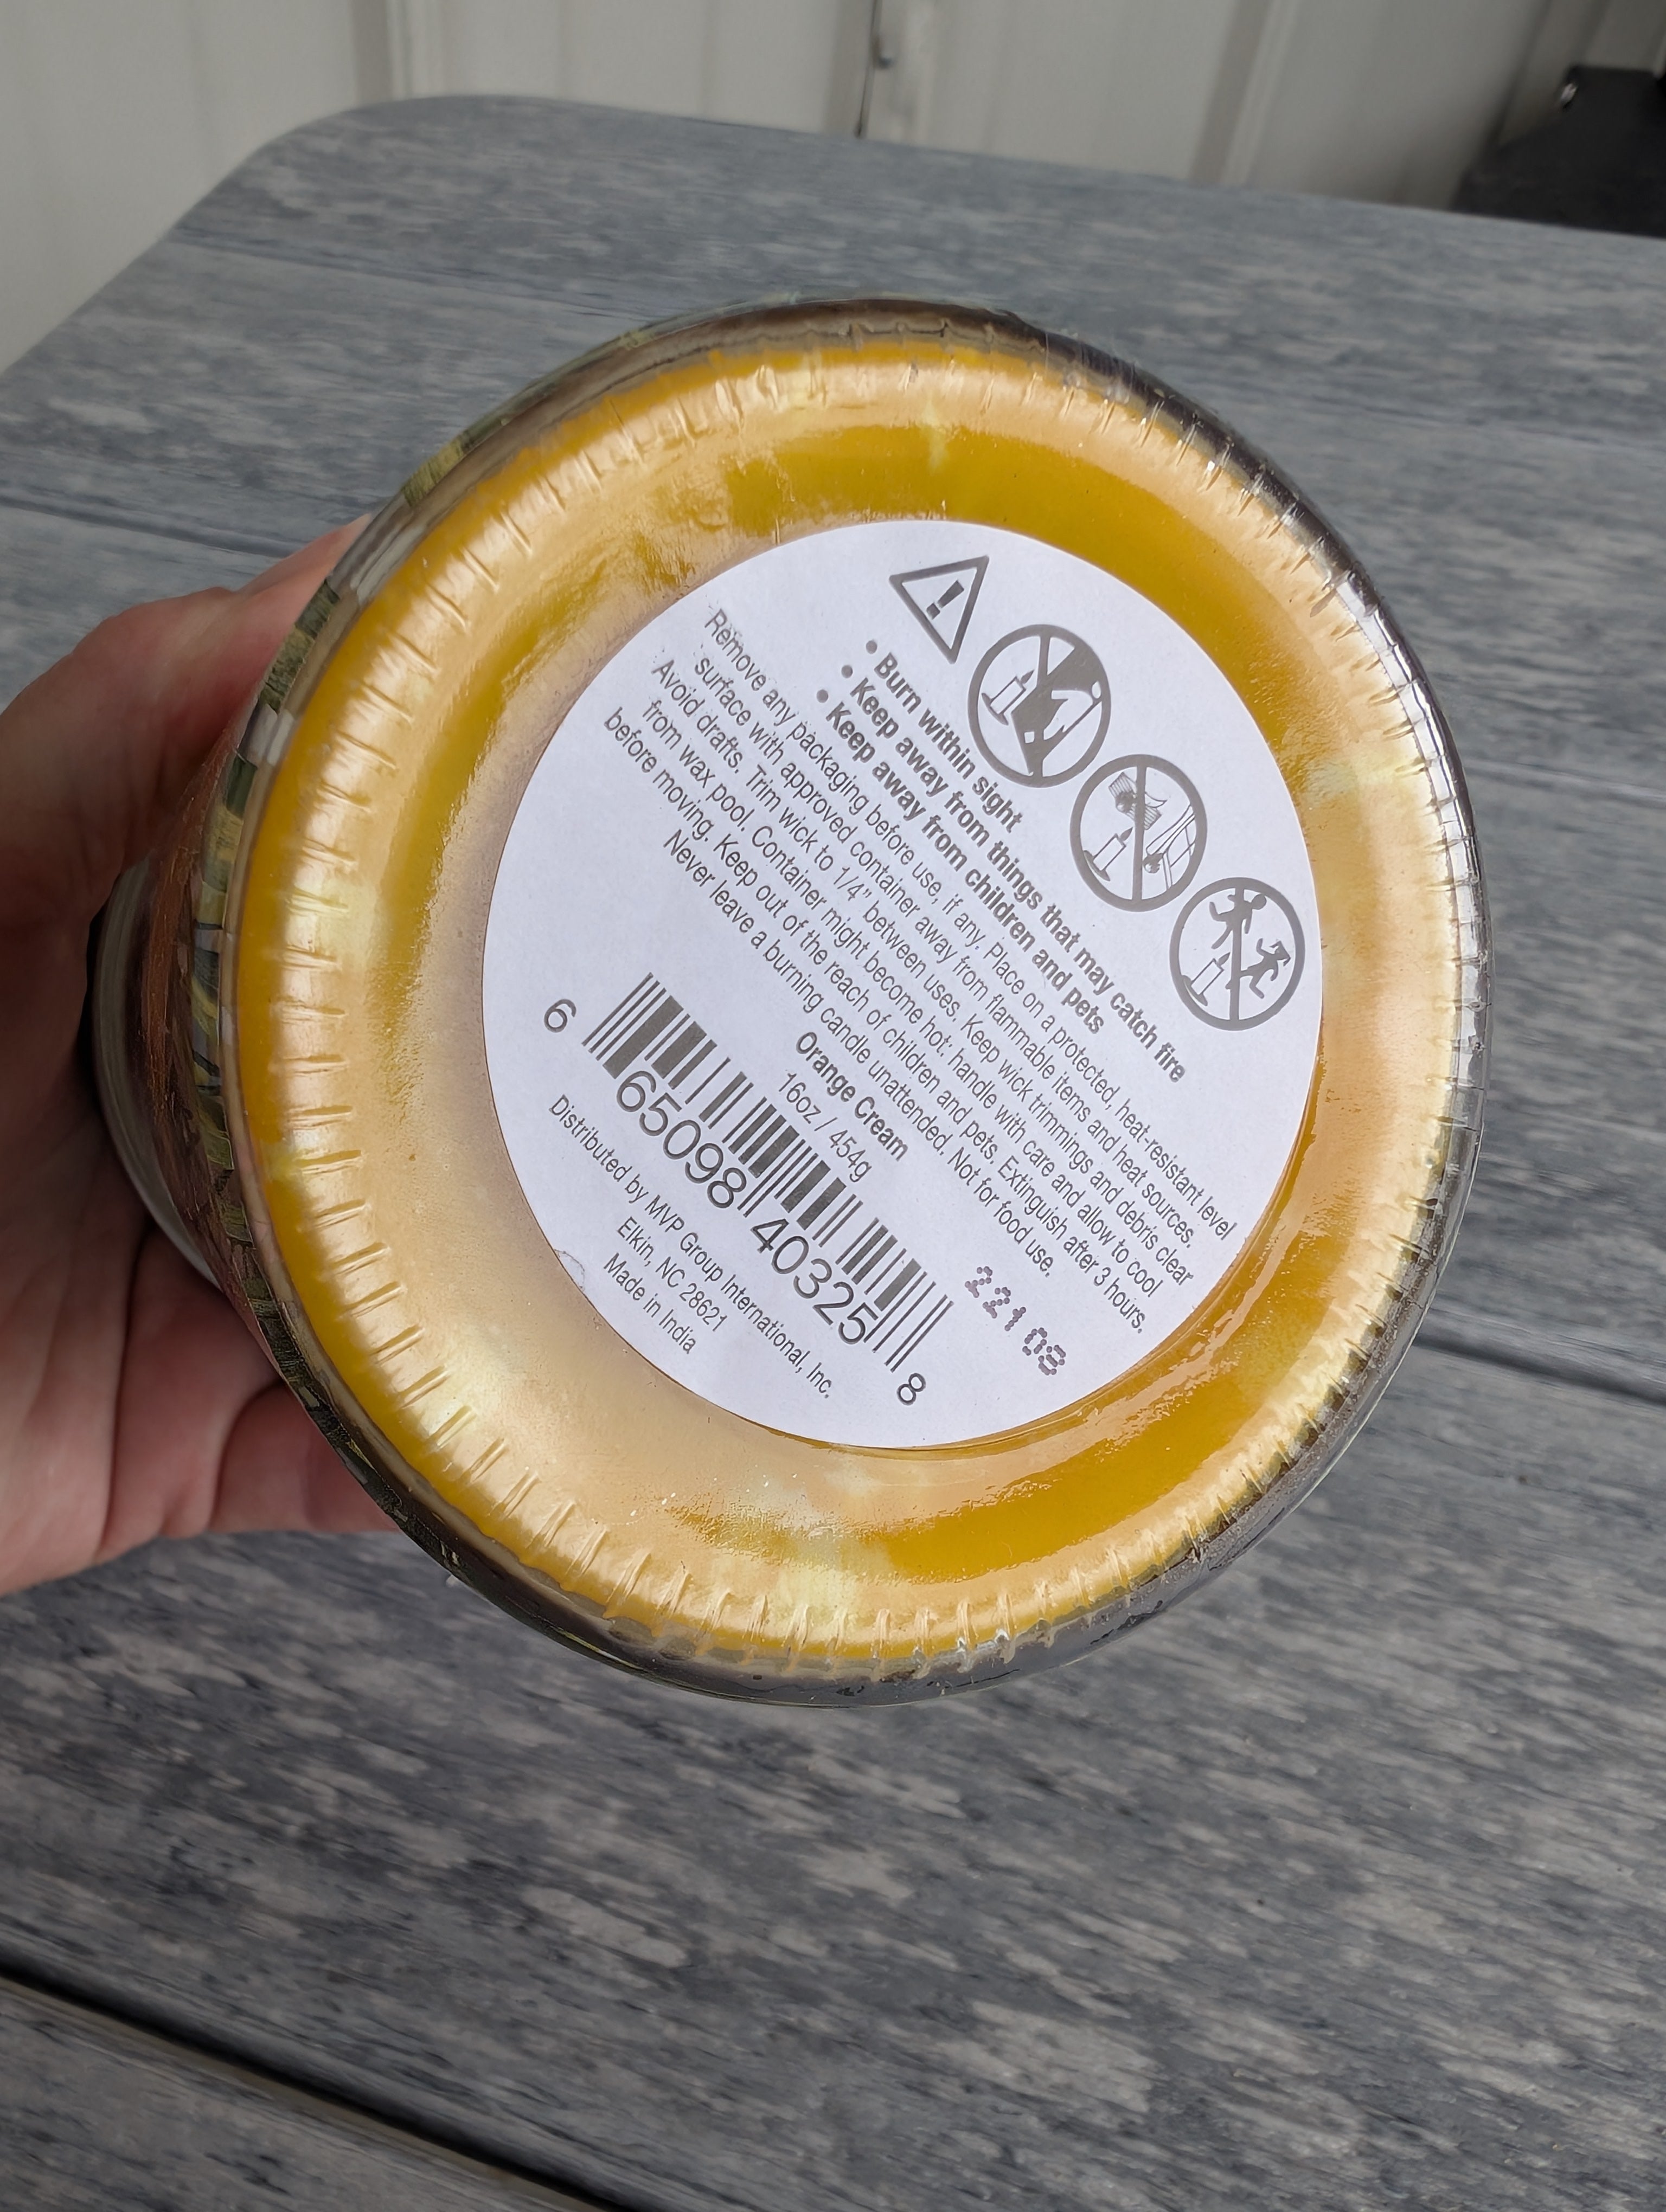 • Burn within sight
• Keep away from things that may catch fire
• Keep away from children and pets
Remove any packaging before use, if any. Place on a protected, heat-resistant level
surface with approved container away from flammable items and heat sources.
Avoid drafts. Trim wick to 1/4" between uses. Keep wick trimmings and debris clear
from wax pool. Container might become hot; handle with care and allow to cool
before moving. Keep out of the reach of children and pets. Extinguish after 3 hours.
Never leave a burning candle unattended. Not for food use.
Orange Cream
16oz / 454g
221 08
6 65098 40325 8
Distributed by MVP Group International, Inc.
Elkin, NC 28621
Made in India